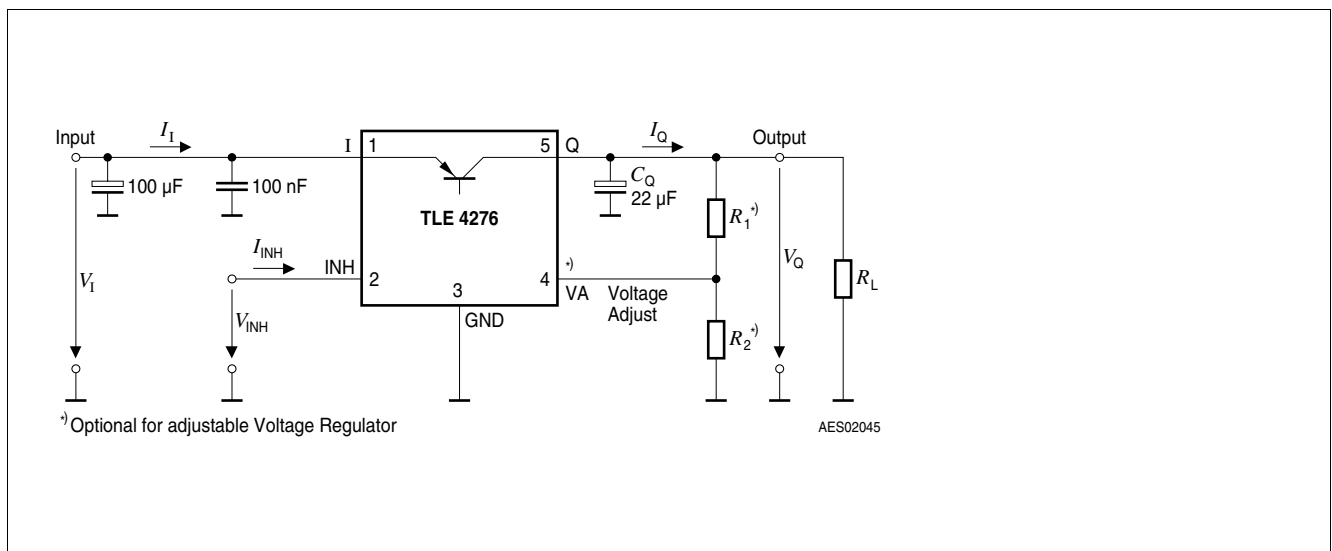 Input
I_I
I
1
5
Q
I_Q
Output
100 µF
100 nF
C_Q
22 µF
TLE 4276
R_1*)
I_INH
INH
2
*)
4
VA
Voltage
Adjust
V_I
V_Q
R_L
3
GND
V_INH
R_2*)
*) Optional for adjustable Voltage Regulator
AES02045